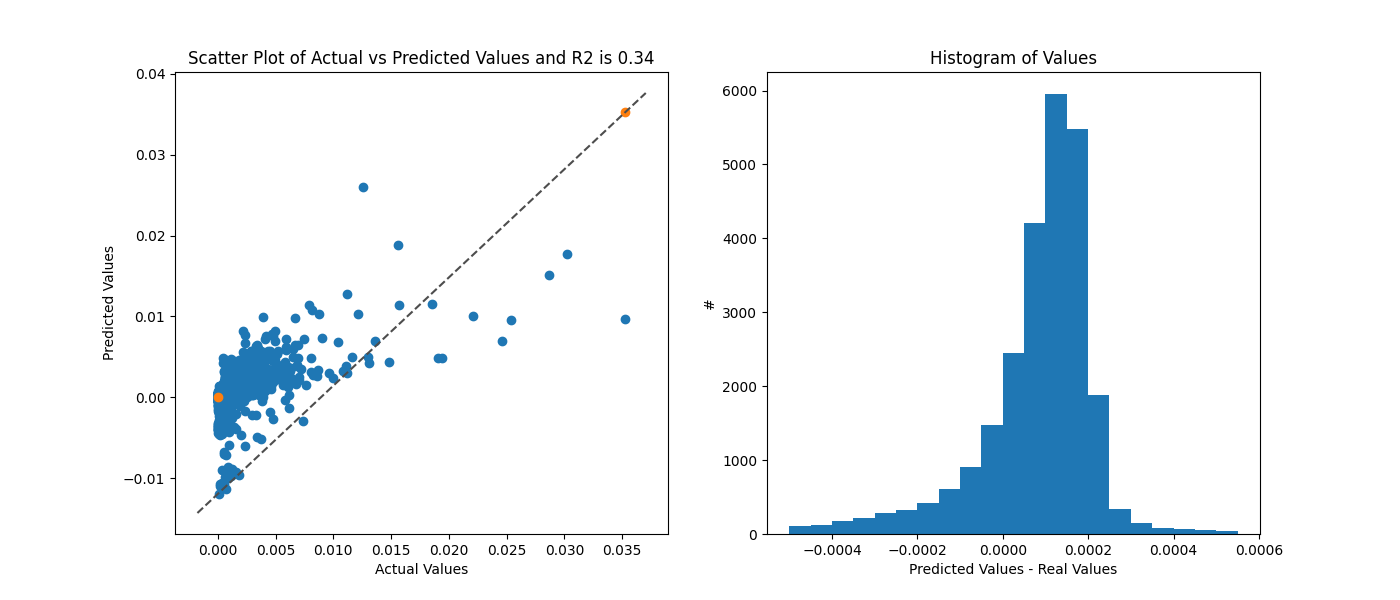 Scatter Plot of Actual vs Predicted Values and R2 is 0.34
0.04
0.03
0.02
0.01
0.00
−0.01
Predicted Values
0.000 0.005 0.010 0.015 0.020 0.025 0.030 0.035
Actual Values
Histogram of Values
6000
5000
4000
3000
2000
1000
0
#
−0.0004 −0.0002 0.0000 0.0002 0.0004 0.0006
Predicted Values - Real Values